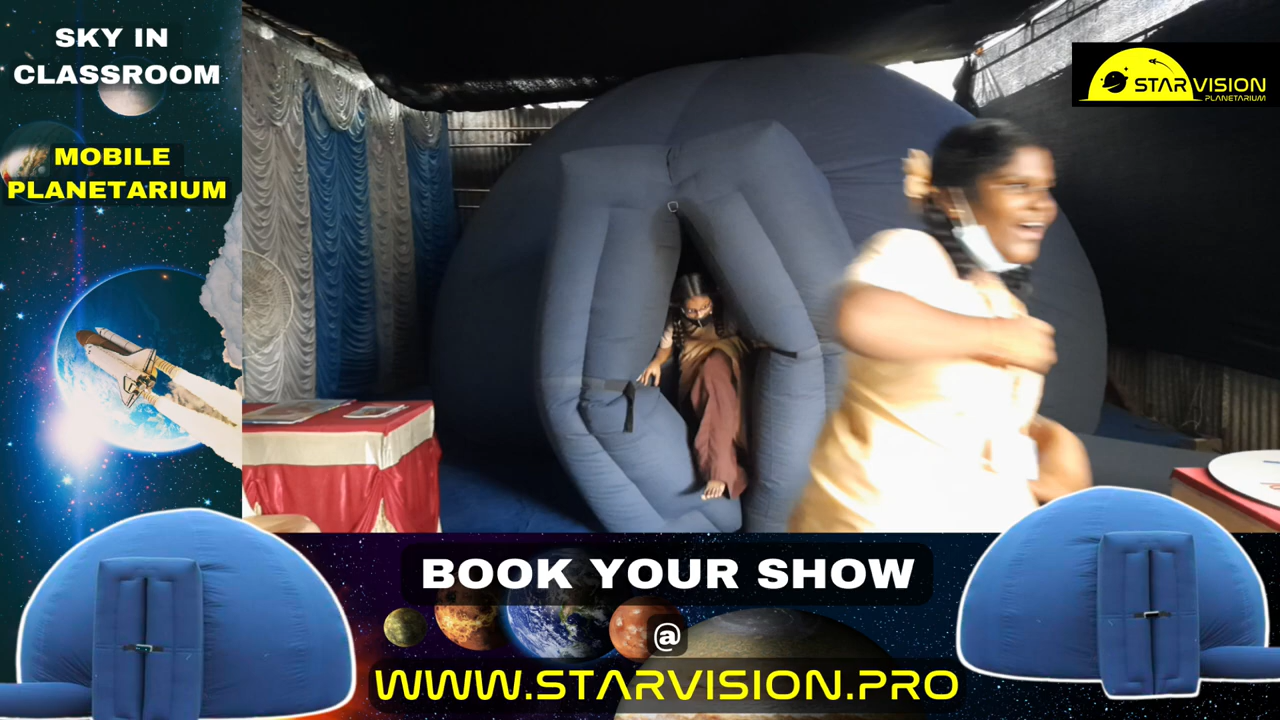 SKY IN
CLASSROOM
MOBILE
PLANETARIUM
STAR VISION
PLANETARIUM
BOOK YOUR SHOW
@
WWW.STARVISION.PRO